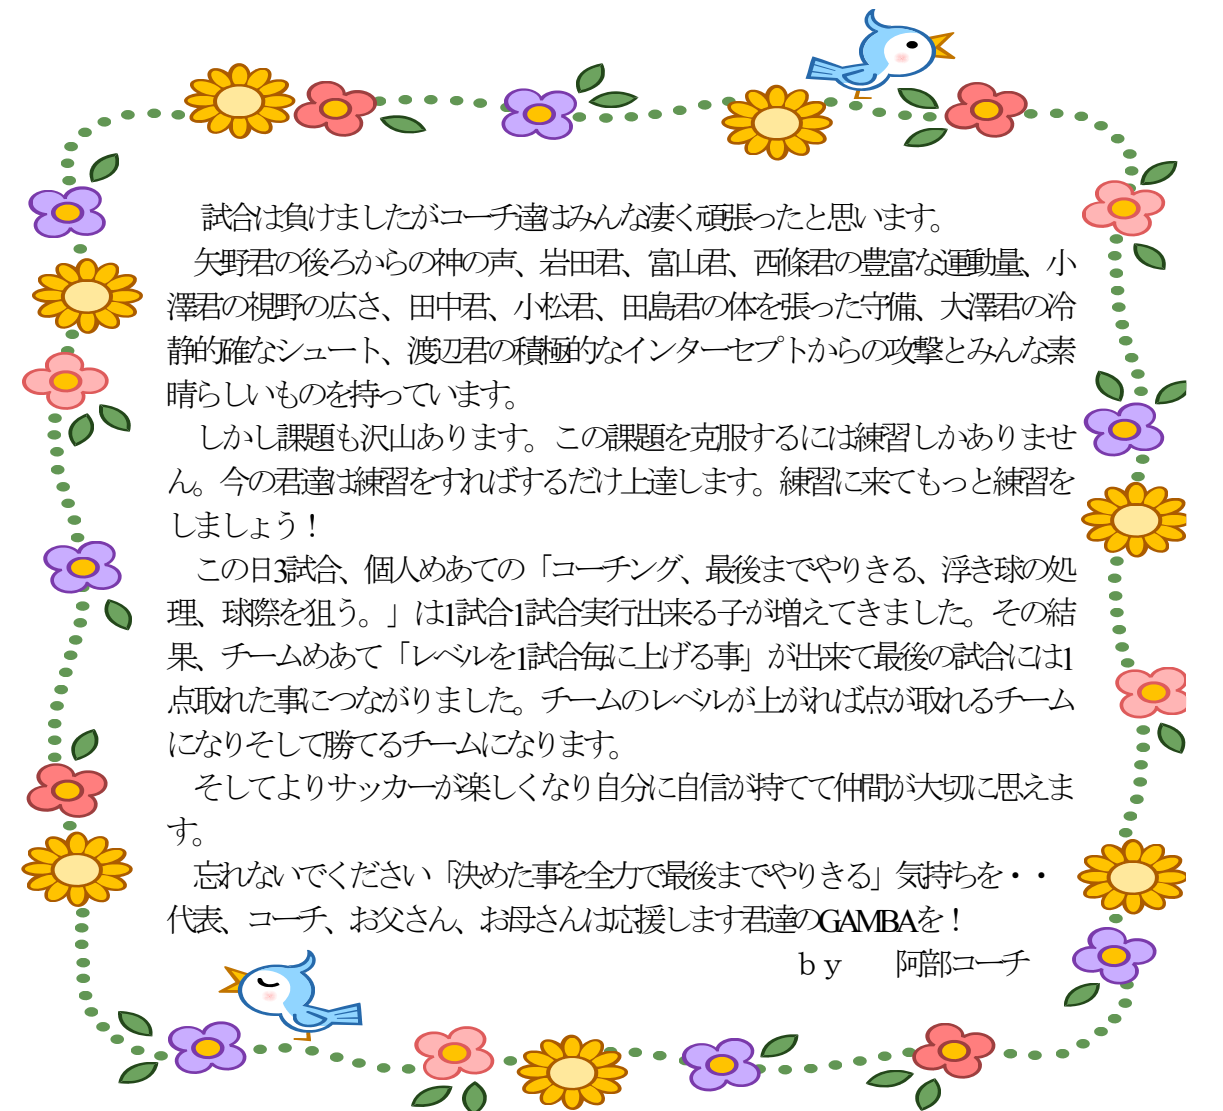 試合は負けましたがコーチ達はみんな凄く頑張ったと思います。
矢野君の後ろからの神の声、岩田君、富山君、西條君の豊富な運動量、小
澤君の視野の広さ、田中君、小松君、田島君の体を張った守備、大澤君の冷
静的確なシュート、渡辺君の積極的なインターセプトからの攻撃とみんな素
晴らしいものを持っています。
しかし課題も沢山あります。この課題を克服するには練習しかありませ
ん。今の君達は練習をすればするだけ上達します。練習に来てもっと練習を
しましょう！
この日3試合、個人めあての「コーチング、最後までやりきる、浮き球の処
理、球際を狙う。」は1試合1試合実行出来る子が増えてきました。その結
果、チームめあて「レベルを1試合毎に上げる事」が出来て最後の試合には1
点取れた事につながりました。チームのレベルが上がれば点が取れるチーム
になりそして勝てるチームになります。
そしてよりサッカーが楽しくなり自分に自信が持てて仲間が大切に思えま
す。
忘れないでください「決めた事を全力で最後までやりきる」気持ちを・・
代表、コーチ、お父さん、お母さんは応援します君達のGAMBAを！
ｂｙ　阿部コーチ